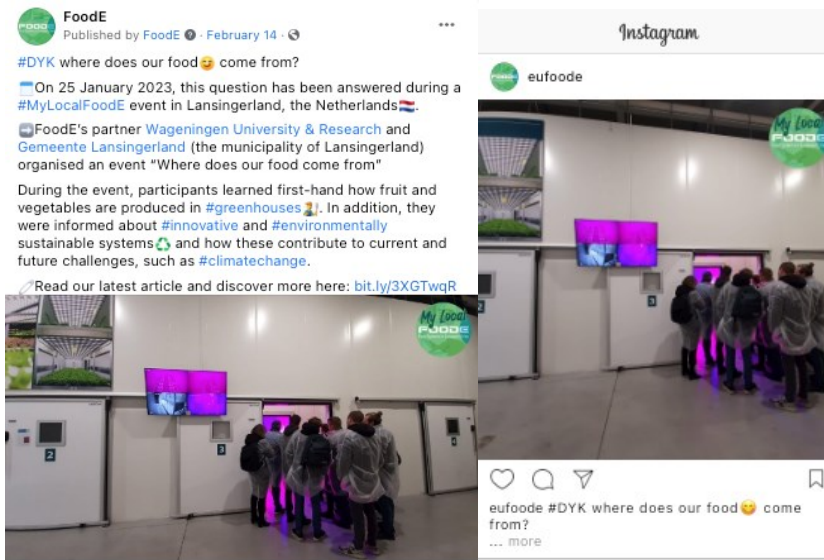 FoodE
Published by FoodE · February 14 ·
#DYK where does our food😋 come from?
🗓️On 25 January 2023, this question has been answered during a
#MyLocalFoodE event in Lansingerland, the Netherlands🇳🇱.
➡️FoodE's partner Wageningen University & Research and
Gemeente Lansingerland (the municipality of Lansingerland)
organised an event “Where does our food come from”
During the event, participants learned first-hand how fruit and
vegetables are produced in #greenhouses👩‍🌾. In addition, they
were informed about #innovative and #environmentally
sustainable systems♻️ and how these contribute to current and
future challenges, such as #climatechange.
🔗Read our latest article and discover more here: bit.ly/3XGTwqR
My Local
FOODE
2
3
Instagram
eufoode
My Local
FOODE
2
3
eufoode #DYK where does our food😋 come
from?
... more